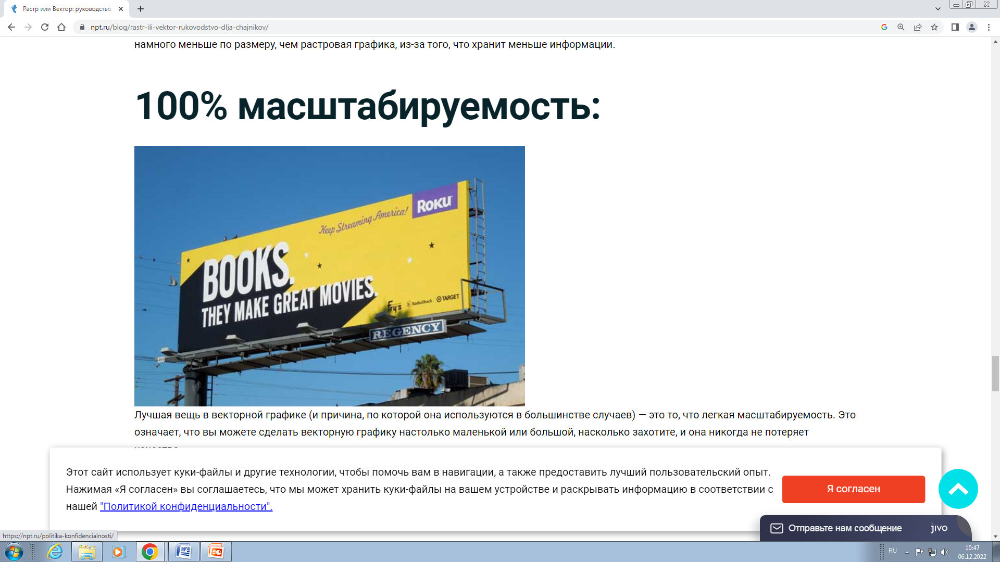 Растр или Вектор: руководство
npt.ru/blog/rastr-ili-vektor-rukovodstvo-dlja-chajnikov/
намного меньше по размеру, чем растровая графика, из-за того, что хранит меньше информации.
100% масштабируемость:
Keep Streaming America!
ROKU
BOOKS.
THEY MAKE GREAT MOVIES.
Fry's
RadioShack
TARGET
REGENCY
Лучшая вещь в векторной графике (и причина, по которой она используются в большинстве случаев) — это то, что легкая масштабируемость. Это
означает, что вы можете сделать векторную графику настолько маленькой или большой, насколько захотите, и она никогда не потеряет
Этот сайт использует куки-файлы и другие технологии, чтобы помочь вам в навигации, а также предоставить лучший пользовательский опыт.
Нажимая «Я согласен» вы соглашаетесь, что мы может хранить куки-файлы на вашем устройстве и раскрывать информацию в соответствии с
нашей "Политикой конфиденциальности".
Я согласен
Отправьте нам сообщение
jivo
https://npt.ru/politika-konfidencialnosti/
RU
10:47
06.12.2022